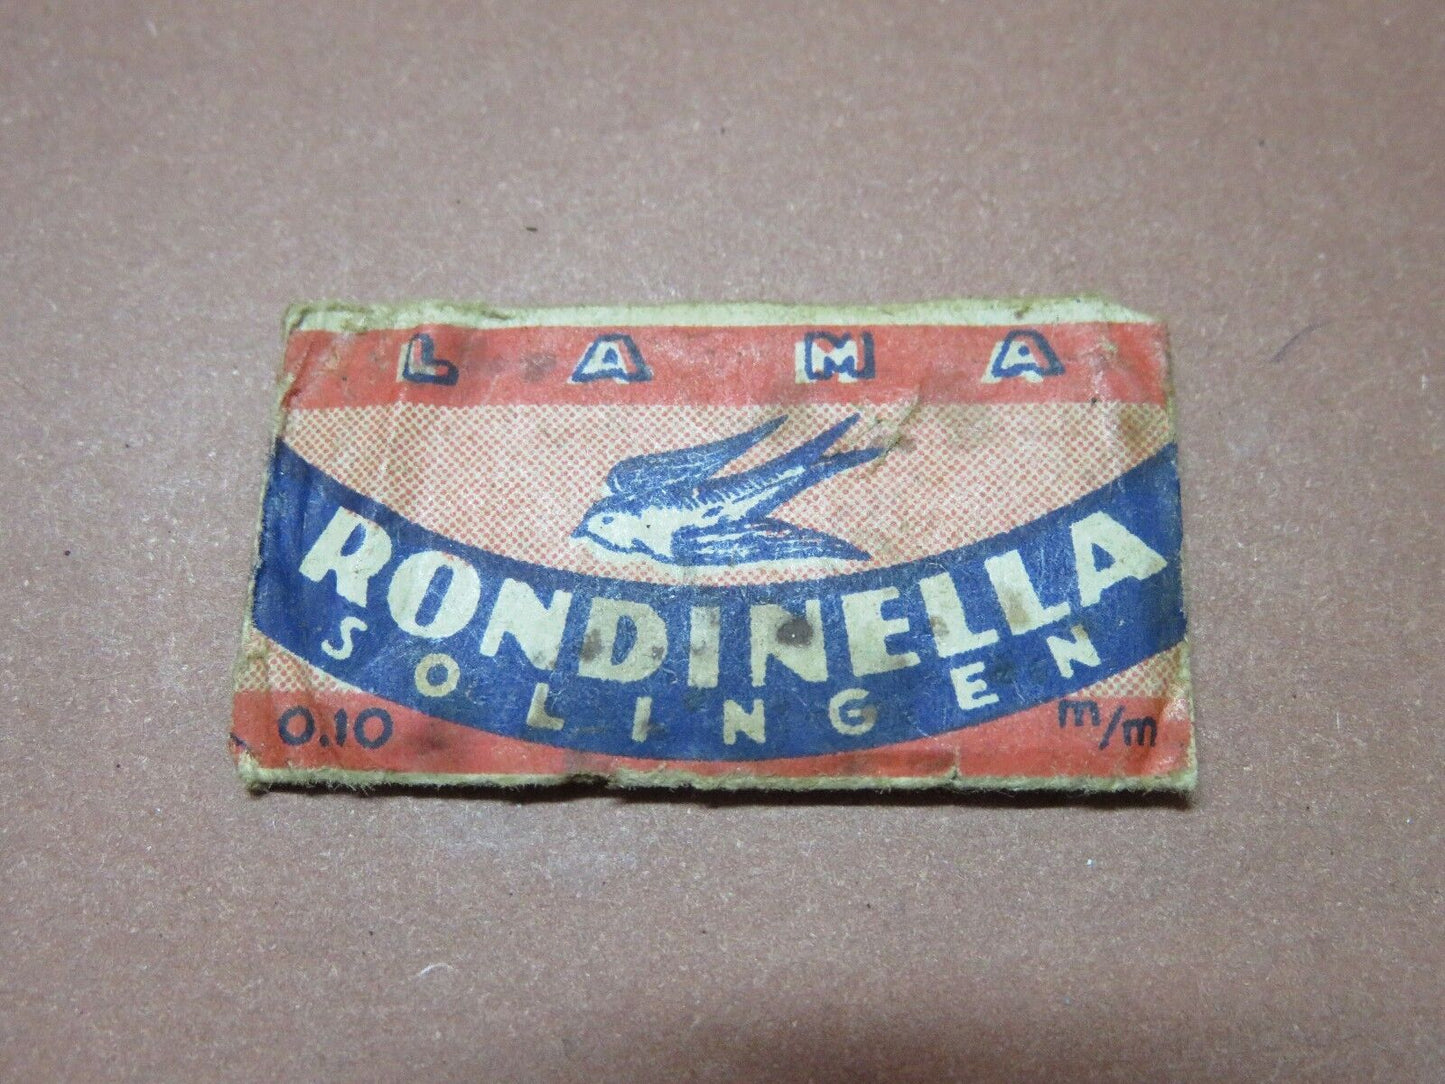 LAMA
RONDINELLA
SOLINGEN
0.10 m/m